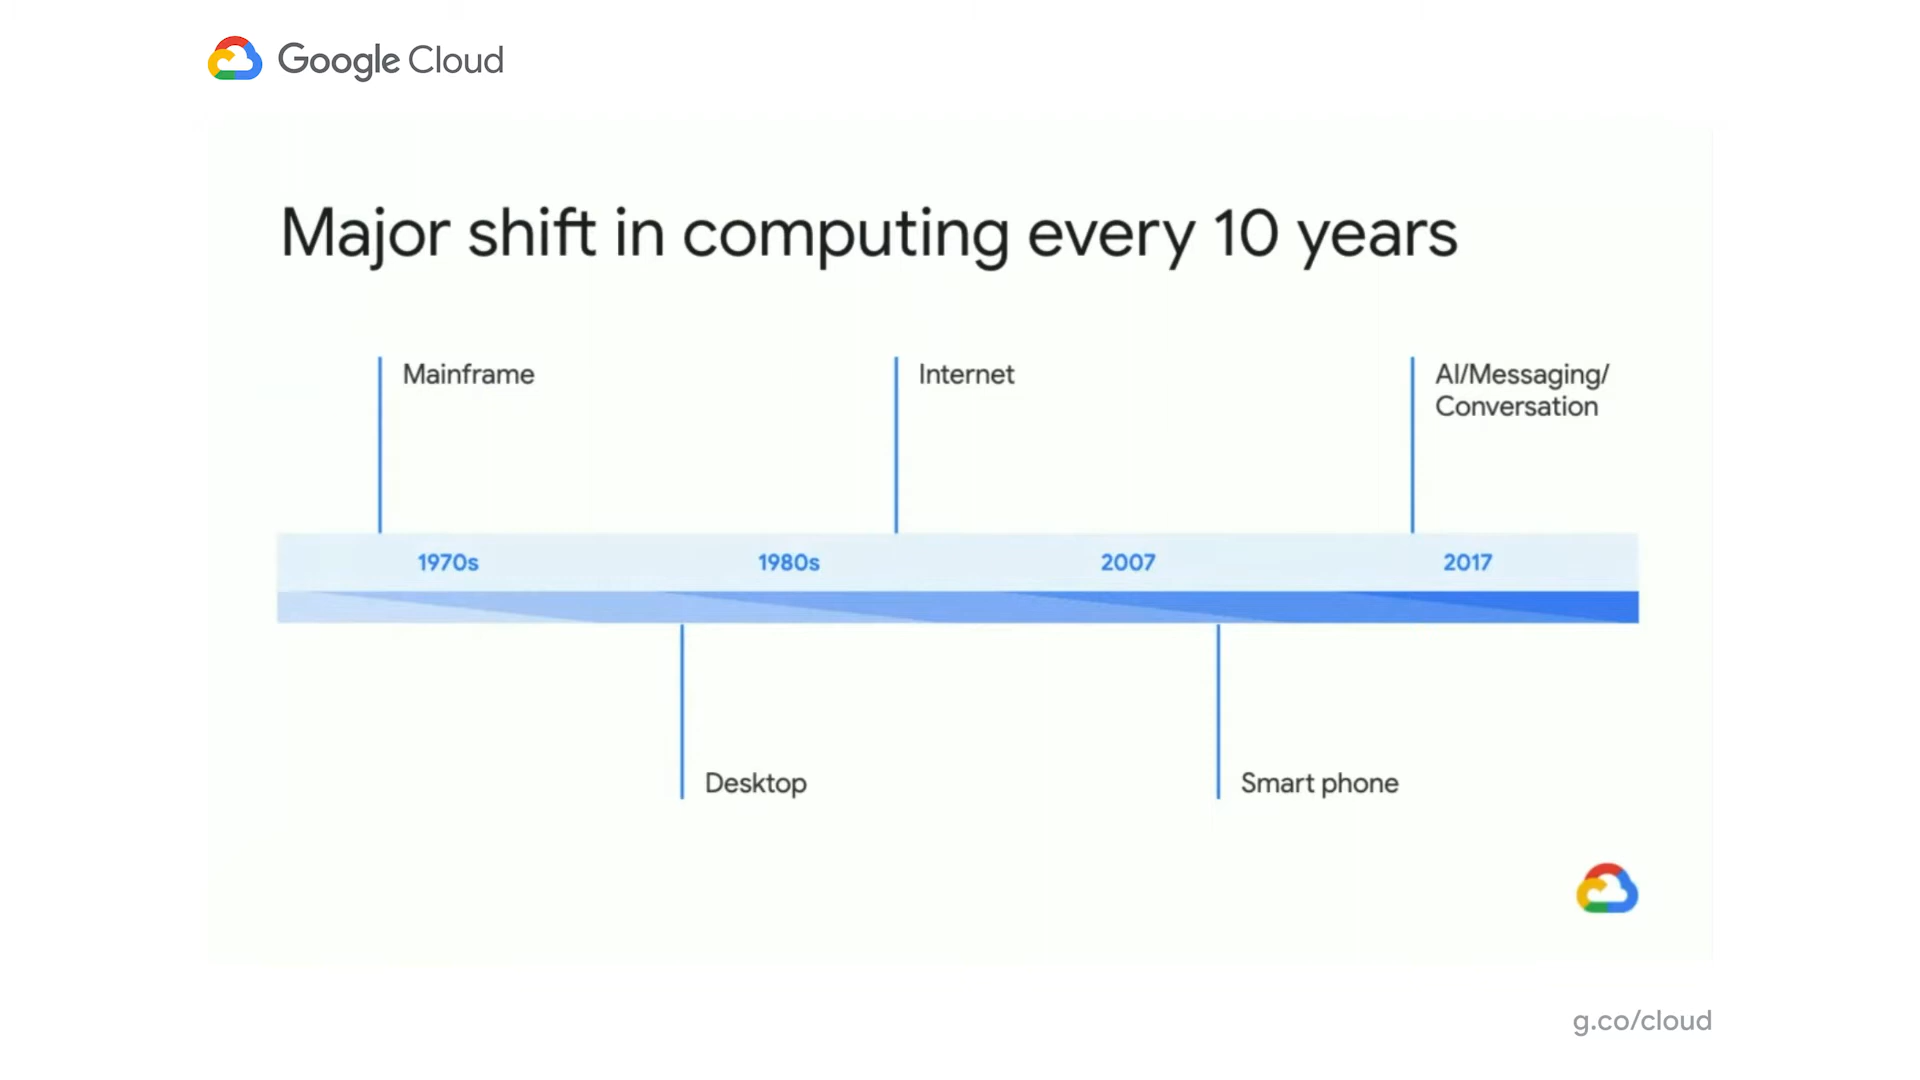 Google Cloud
Major shift in computing every 10 years
Mainframe
Internet
AI/Messaging/
Conversation
1970s
1980s
2007
2017
Desktop
Smart phone
g.co/cloud